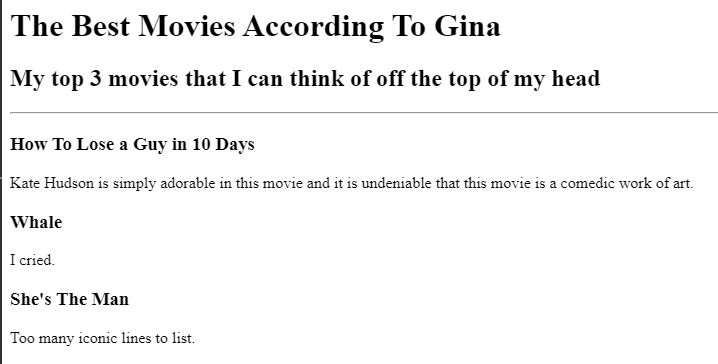 The Best Movies According To Gina
My top 3 movies that I can think of off the top of my head
How To Lose a Guy in 10 Days
Kate Hudson is simply adorable in this movie and it is undeniable that this movie is a comedic work of art.
Whale
I cried.
She's The Man
Too many iconic lines to list.